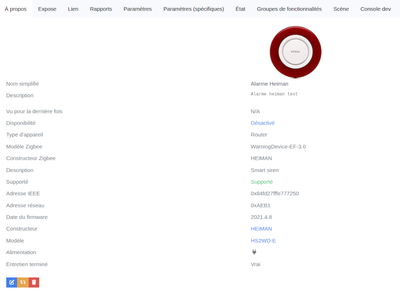 À propos Expose Lien Rapports Paramètres Paramètres (spécifiques) État Groupes de fonctionnalités Scène Console dev
Nom simplifié Alarme Heiman
Description Alarme heiman test
Vu pour la dernière fois N/A
Disponibilité Désactivé
Type d'appareil Router
Modèle Zigbee WarningDevice-EF-3.0
Constructeur Zigbee HEIMAN
Description Smart siren
Supporté Supporté
Adresse IEEE 0x84fd27fffe777250
Adresse réseau 0xAEB1
Date du firmware 2021.4.8
Constructeur HEIMAN
Modèle HS2WD-E
Alimentation
Entretien terminé Vrai